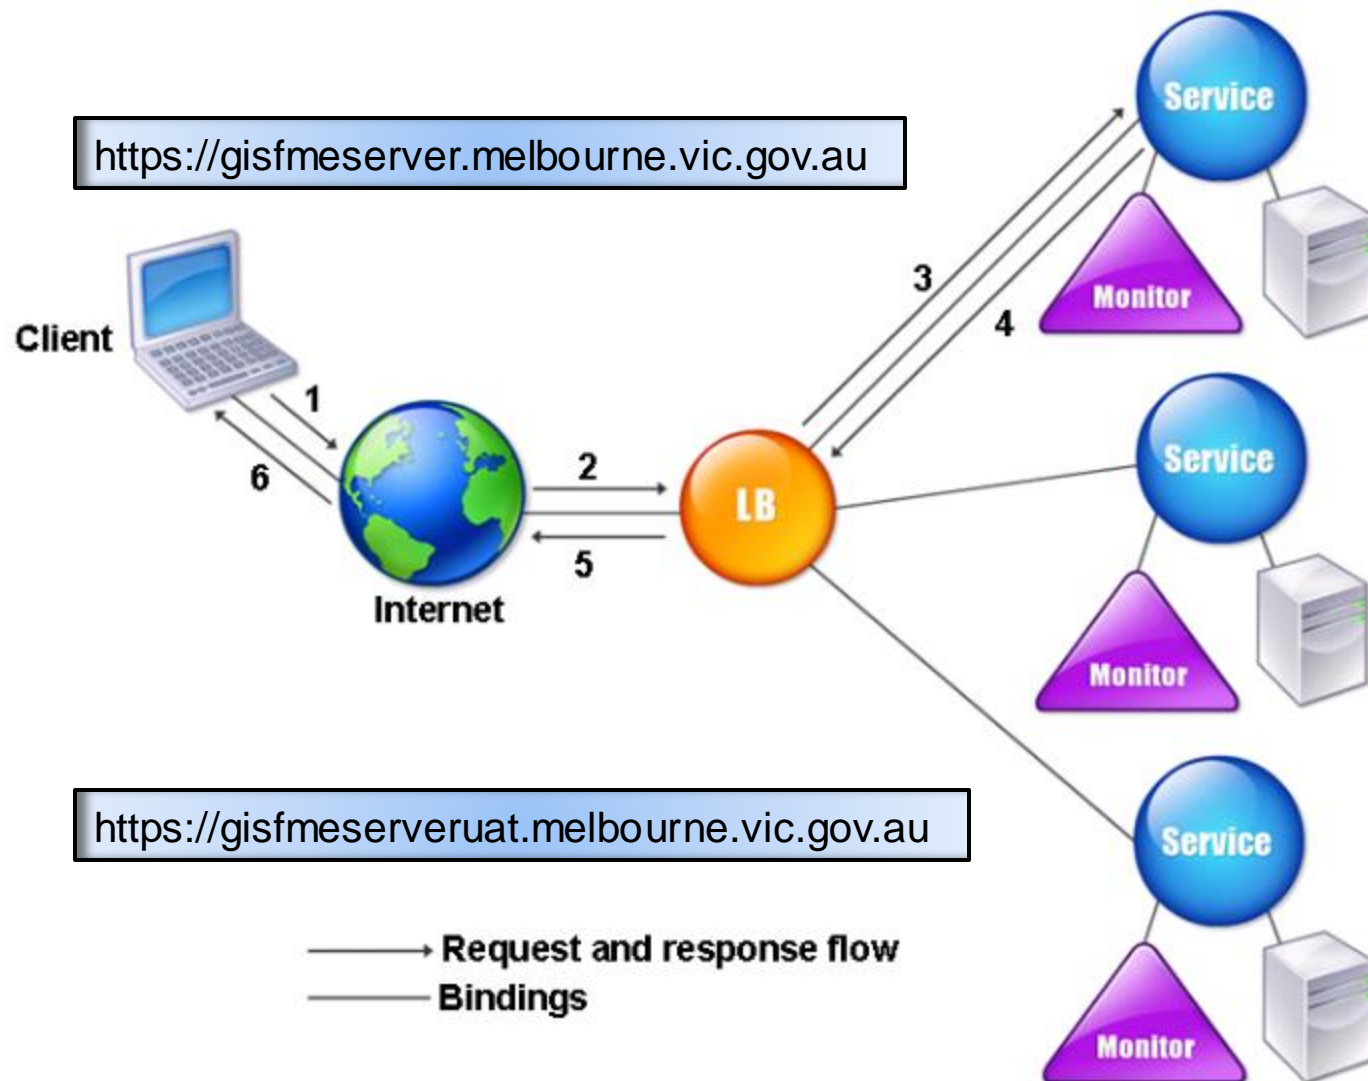 https://gisfmeserver.melbourne.vic.gov.au
Service
Monitor
3
4
Client
1
6
Internet
2
5
LB
Service
Monitor
https://gisfmeserveruat.melbourne.vic.gov.au
Service
Monitor
Request and response flow
Bindings